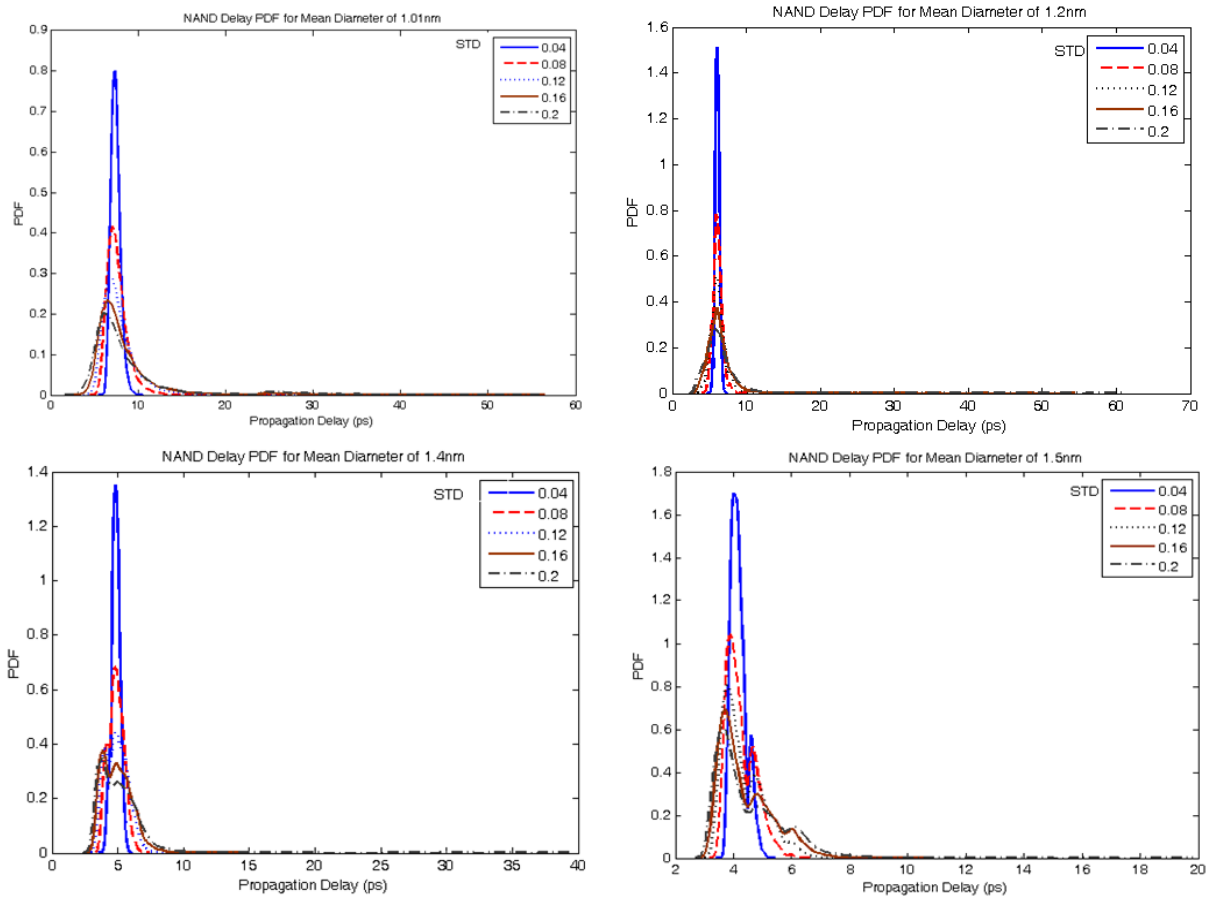 NAND Delay PDF for Mean Diameter of 1.01nm
0.9
0.8
0.7
0.6
0.5
0.4
0.3
0.2
0.1
0
PDF
STD
0.04
0.08
0.12
0.16
0.2
0 10 20 30 40 50 60
Propagation Delay (ps)
NAND Delay PDF for Mean Diameter of 1.2nm
1.6
1.4
1.2
1
0.8
0.6
0.4
0.2
0
PDF
STD
0.04
0.08
0.12
0.16
0.2
0 10 20 30 40 50 60 70
Propagation Delay (ps)
NAND Delay PDF for Mean Diameter of 1.4nm
1.4
1.2
1
0.8
0.6
0.4
0.2
0
PDF
STD
0.04
0.08
0.12
0.16
0.2
0 5 10 15 20 25 30 35 40
Propagation Delay (ps)
NAND Delay PDF for Mean Diameter of 1.5nm
1.8
1.6
1.4
1.2
1
0.8
0.6
0.4
0.2
0
PDF
STD
0.04
0.08
0.12
0.16
0.2
2 4 6 8 10 12 14 16 18 20
Propagation Delay (ps)